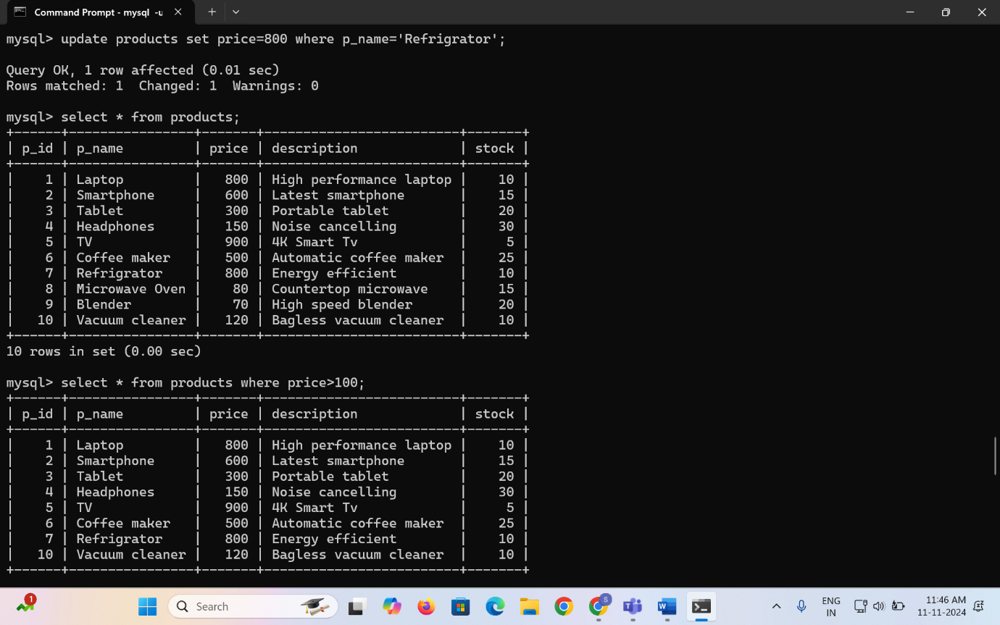 Command Prompt - mysql -u
mysql> update products set price=800 where p_name='Refrigrator';
Query OK, 1 row affected (0.01 sec)
Rows matched: 1  Changed: 1  Warnings: 0
mysql> select * from products;
+------+----------------+-------+--------------------------+-------+
| p_id | p_name         | price | description              | stock |
+------+----------------+-------+--------------------------+-------+
|    1 | Laptop         |   800 | High performance laptop |    10 |
|    2 | Smartphone     |   600 | Latest smartphone       |    15 |
|    3 | Tablet         |   300 | Portable tablet         |    20 |
|    4 | Headphones     |   150 | Noise cancelling        |    30 |
|    5 | TV             |   900 | 4K Smart Tv             |     5 |
|    6 | Coffee maker   |   500 | Automatic coffee maker  |    25 |
|    7 | Refrigrator    |   800 | Energy efficient        |    10 |
|    8 | Microwave Oven |    80 | Countertop microwave    |    15 |
|    9 | Blender        |    70 | High speed blender      |    20 |
|   10 | Vacuum cleaner |   120 | Bagless vacuum cleaner  |    10 |
+------+----------------+-------+--------------------------+-------+
10 rows in set (0.00 sec)
mysql> select * from products where price>100;
+------+----------------+-------+--------------------------+-------+
| p_id | p_name         | price | description              | stock |
+------+----------------+-------+--------------------------+-------+
|    1 | Laptop         |   800 | High performance laptop |    10 |
|    2 | Smartphone     |   600 | Latest smartphone       |    15 |
|    3 | Tablet         |   300 | Portable tablet         |    20 |
|    4 | Headphones     |   150 | Noise cancelling        |    30 |
|    5 | TV             |   900 | 4K Smart Tv             |     5 |
|    6 | Coffee maker   |   500 | Automatic coffee maker  |    25 |
|    7 | Refrigrator    |   800 | Energy efficient        |    10 |
|   10 | Vacuum cleaner |   120 | Bagless vacuum cleaner  |    10 |
+------+----------------+-------+--------------------------+-------+
1
Search
S
T
W
ENG
IN
11:46 AM
11-11-2024